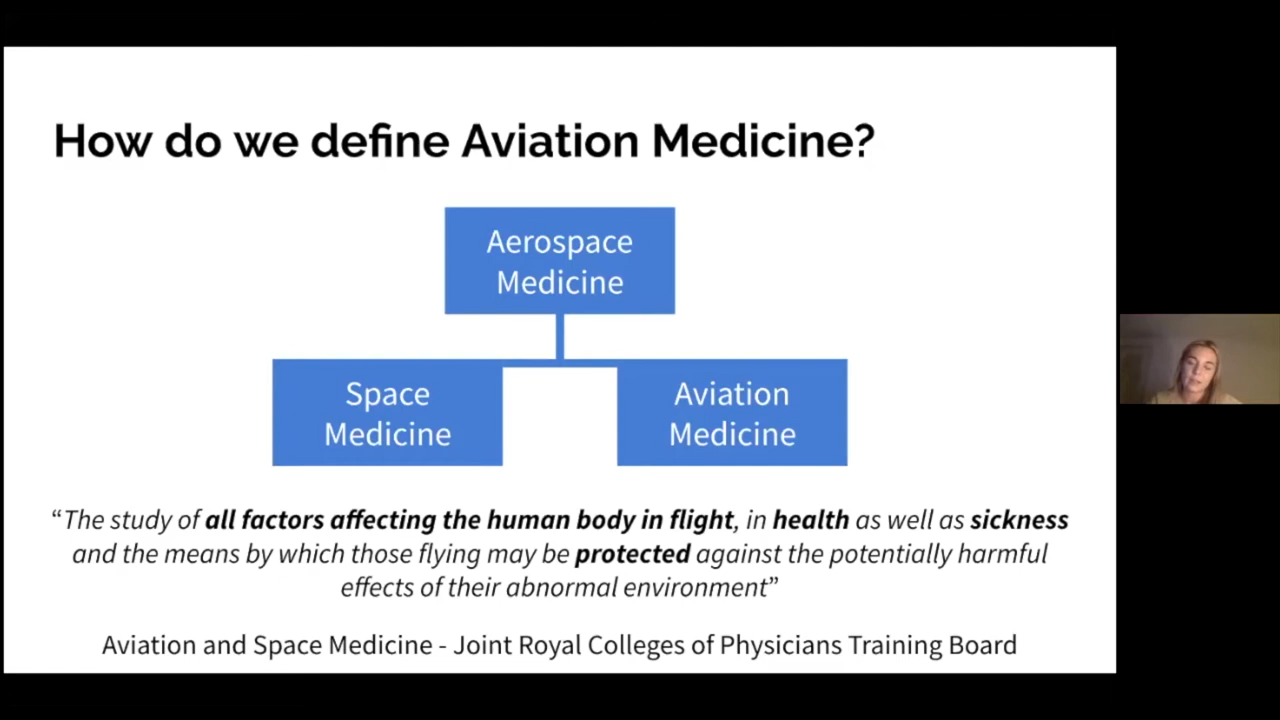 How do we define Aviation Medicine?
Aerospace
Medicine
Space
Medicine
Aviation
Medicine
“The study of all factors affecting the human body in flight, in health as well as sickness
and the means by which those flying may be protected against the potentially harmful
effects of their abnormal environment”
Aviation and Space Medicine - Joint Royal Colleges of Physicians Training Board